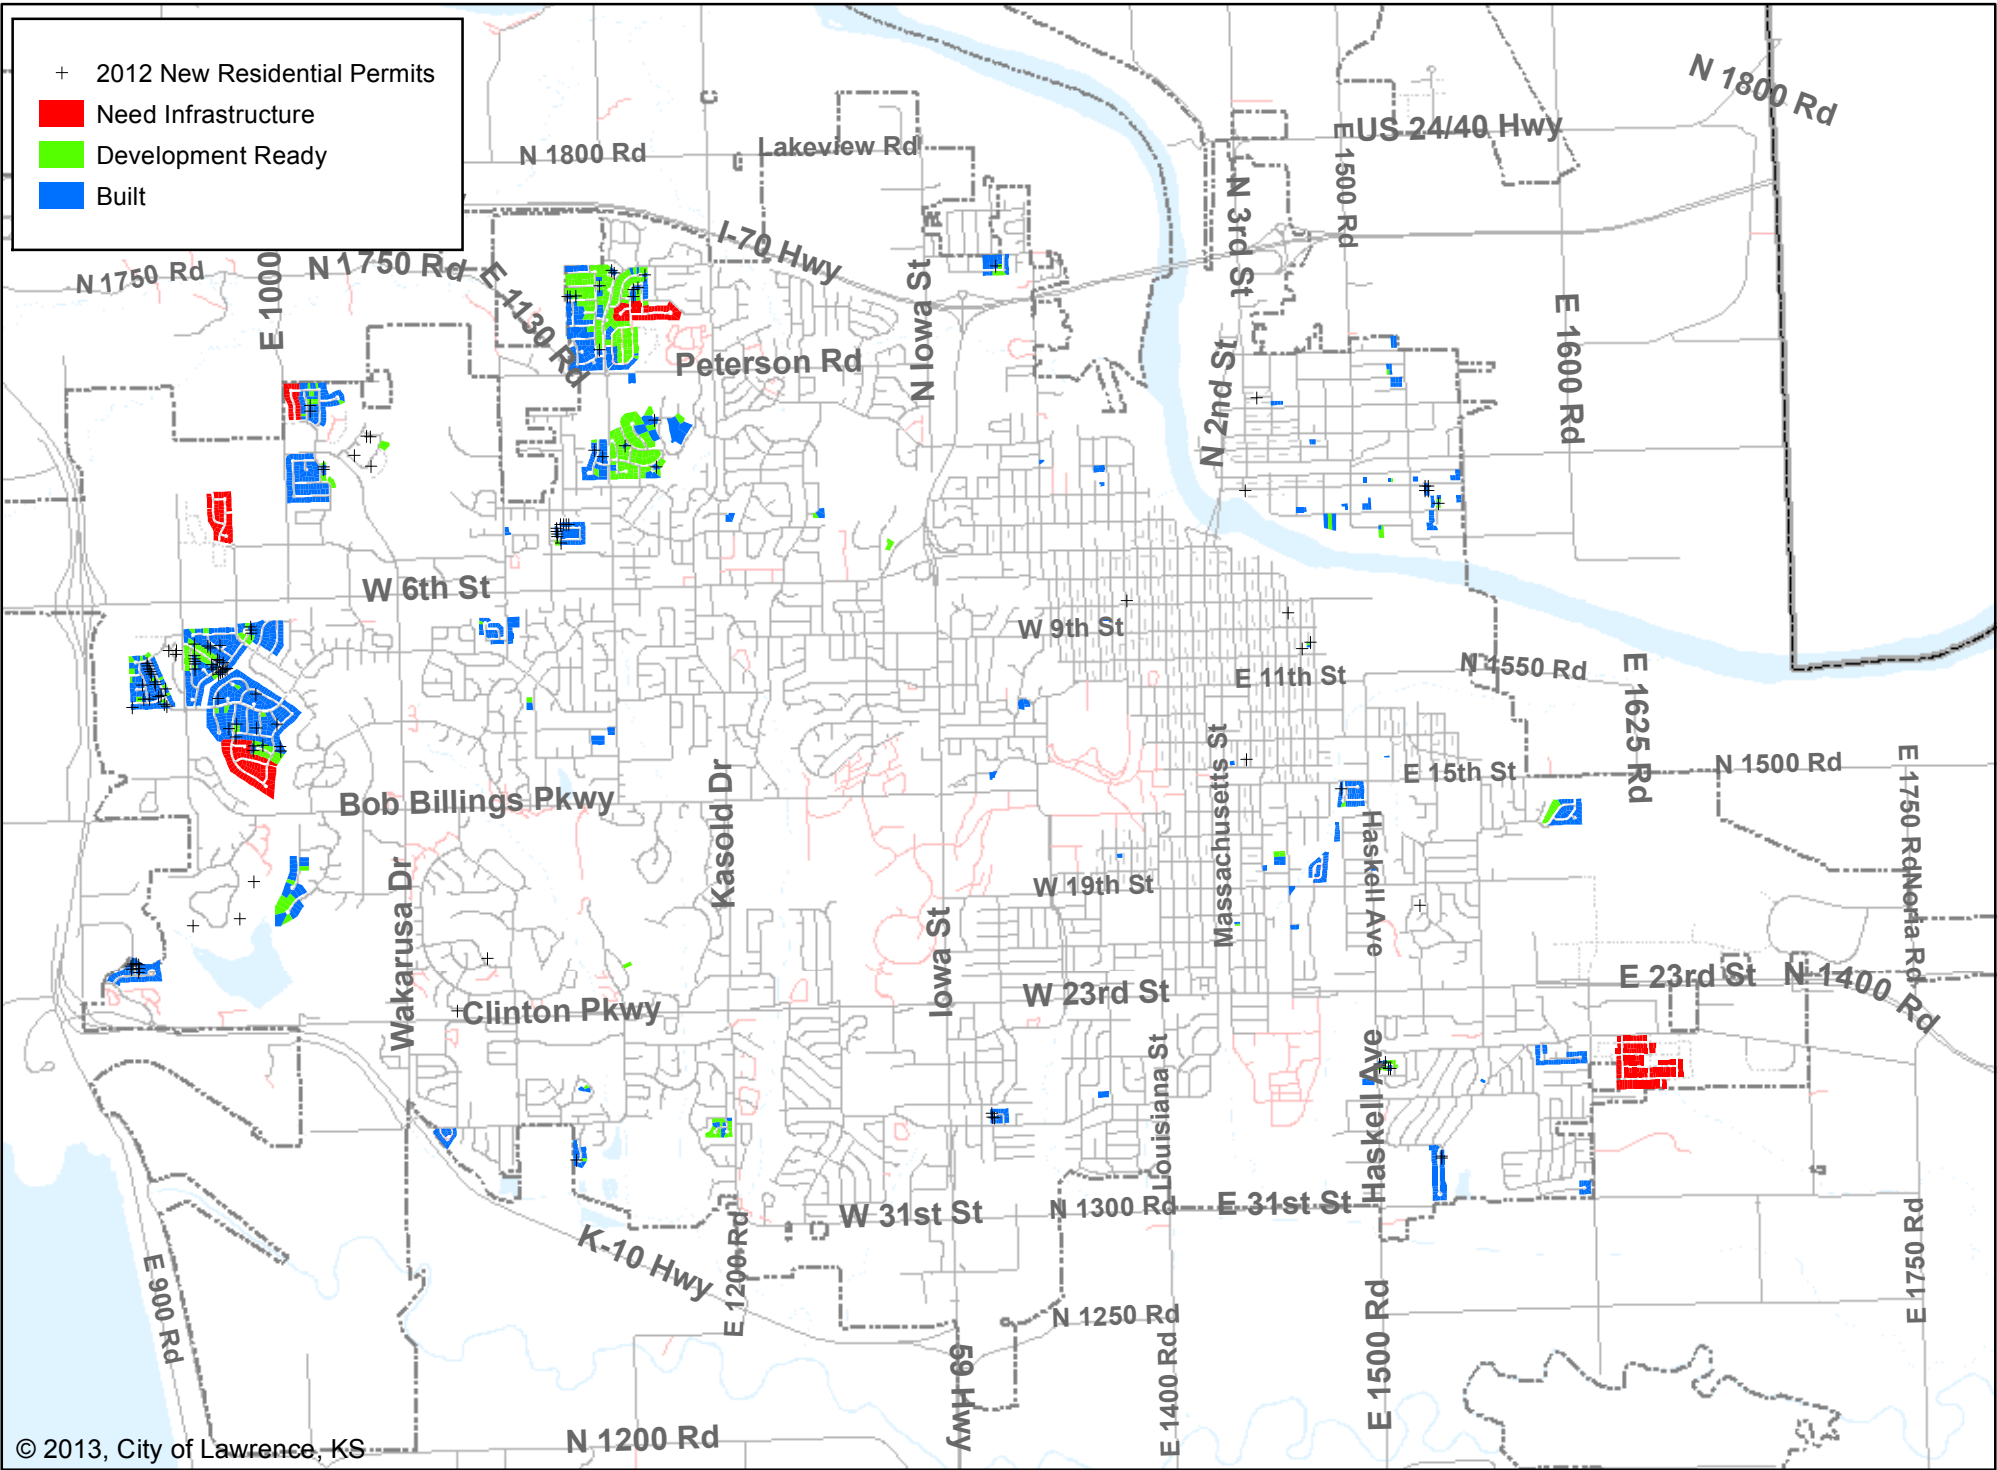 2012 New Residential Permits
Need Infrastructure
Development Ready
Built
N 1800 Rd
US 24/40 Hwy
E 1500 Rd
N 1800 Rd
Lakeview Rd
N 3rd St
I-70 Hwy
N 1750 Rd
N 1750 Rd
E 1000
E 1130 Rd
N Iowa St
Peterson Rd
N 2nd St
E 1600 Rd
W 6th St
W 9th St
E 11th St
N 1550 Rd
E 1625 Rd
N 1500 Rd
E 15th St
E 1750 Rd
Noria Rd
Bob Billings Pkwy
Kasold Dr
Massachusetts St
Haskell Ave
W 19th St
Wakarusa Dr
Iowa St
W 23rd St
E 23rd St
N 1400 Rd
Clinton Pkwy
Louisiana St
Haskell Ave
W 31st St
N 1300 Rd
E 31st St
K-10 Hwy
E 1200 Rd
E 900 Rd
N 1250 Rd
E 1750 Rd
59 Hwy
E 1400 Rd
E 1500 Rd
N 1200 Rd
© 2013, City of Lawrence, KS